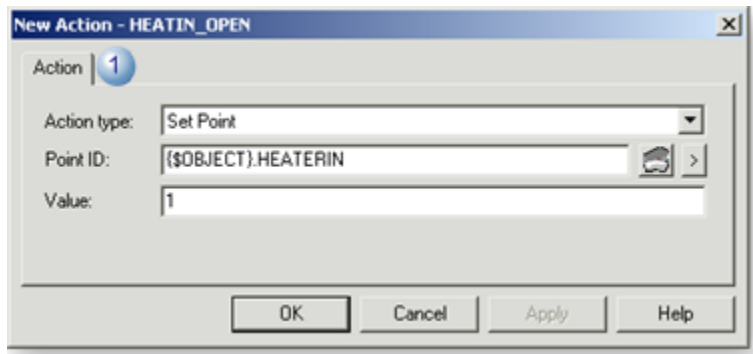 New Action - HEATIN_OPEN
Action 1
Action type: Set Point
Point ID: {$OBJECT}.HEATERIN >
Value: 1
OK Cancel Apply Help